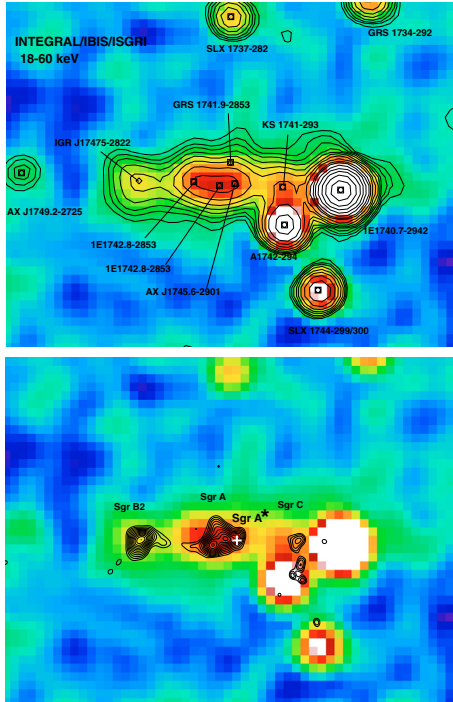 GRS 1734-292
INTEGRAL/IBIS/ISGRI
SLX 1737-282
18-60 keV
GRS 1741.9-2853
KS 1741-293
IGR J17475-2822
AX J1749.2-2725
1E1740.7-2942
1E1742.8-2853
A1742-294
1E1742.8-2853
AX J1745.6-2901
SLX 1744-299/300
Sgr A
Sgr B2
Sgr C
Sgr A*